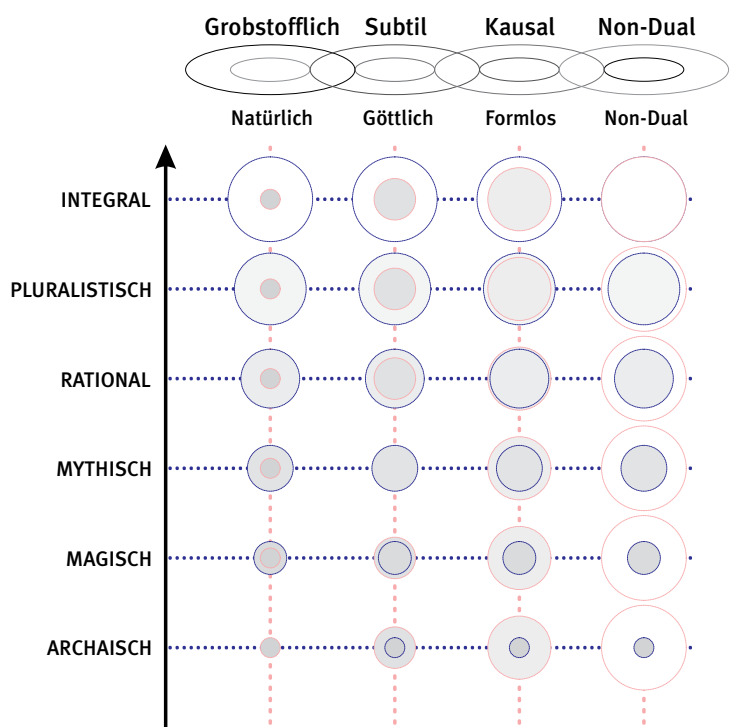 Grobstofflich Subtil Kausal Non-Dual
Natürlich Göttlich Formlos Non-Dual
INTEGRAL
PLURALISTISCH
RATIONAL
MYTHISCH
MAGISCH
ARCHAISCH